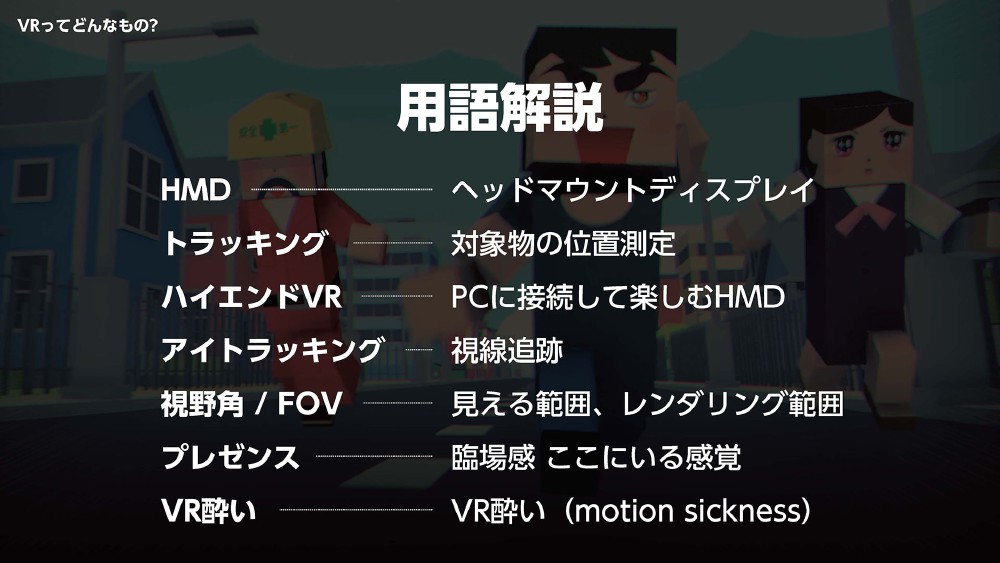 VRってどんなもの?
用語解説
HMD ヘッドマウントディスプレイ
トラッキング 対象物の位置測定
ハイエンドVR PCに接続して楽しむHMD
アイトラッキング 視線追跡
視野角 / FOV 見える範囲、レンダリング範囲
プレゼンス 臨場感 ここにいる感覚
VR酔い VR酔い（motion sickness）
安全 第一